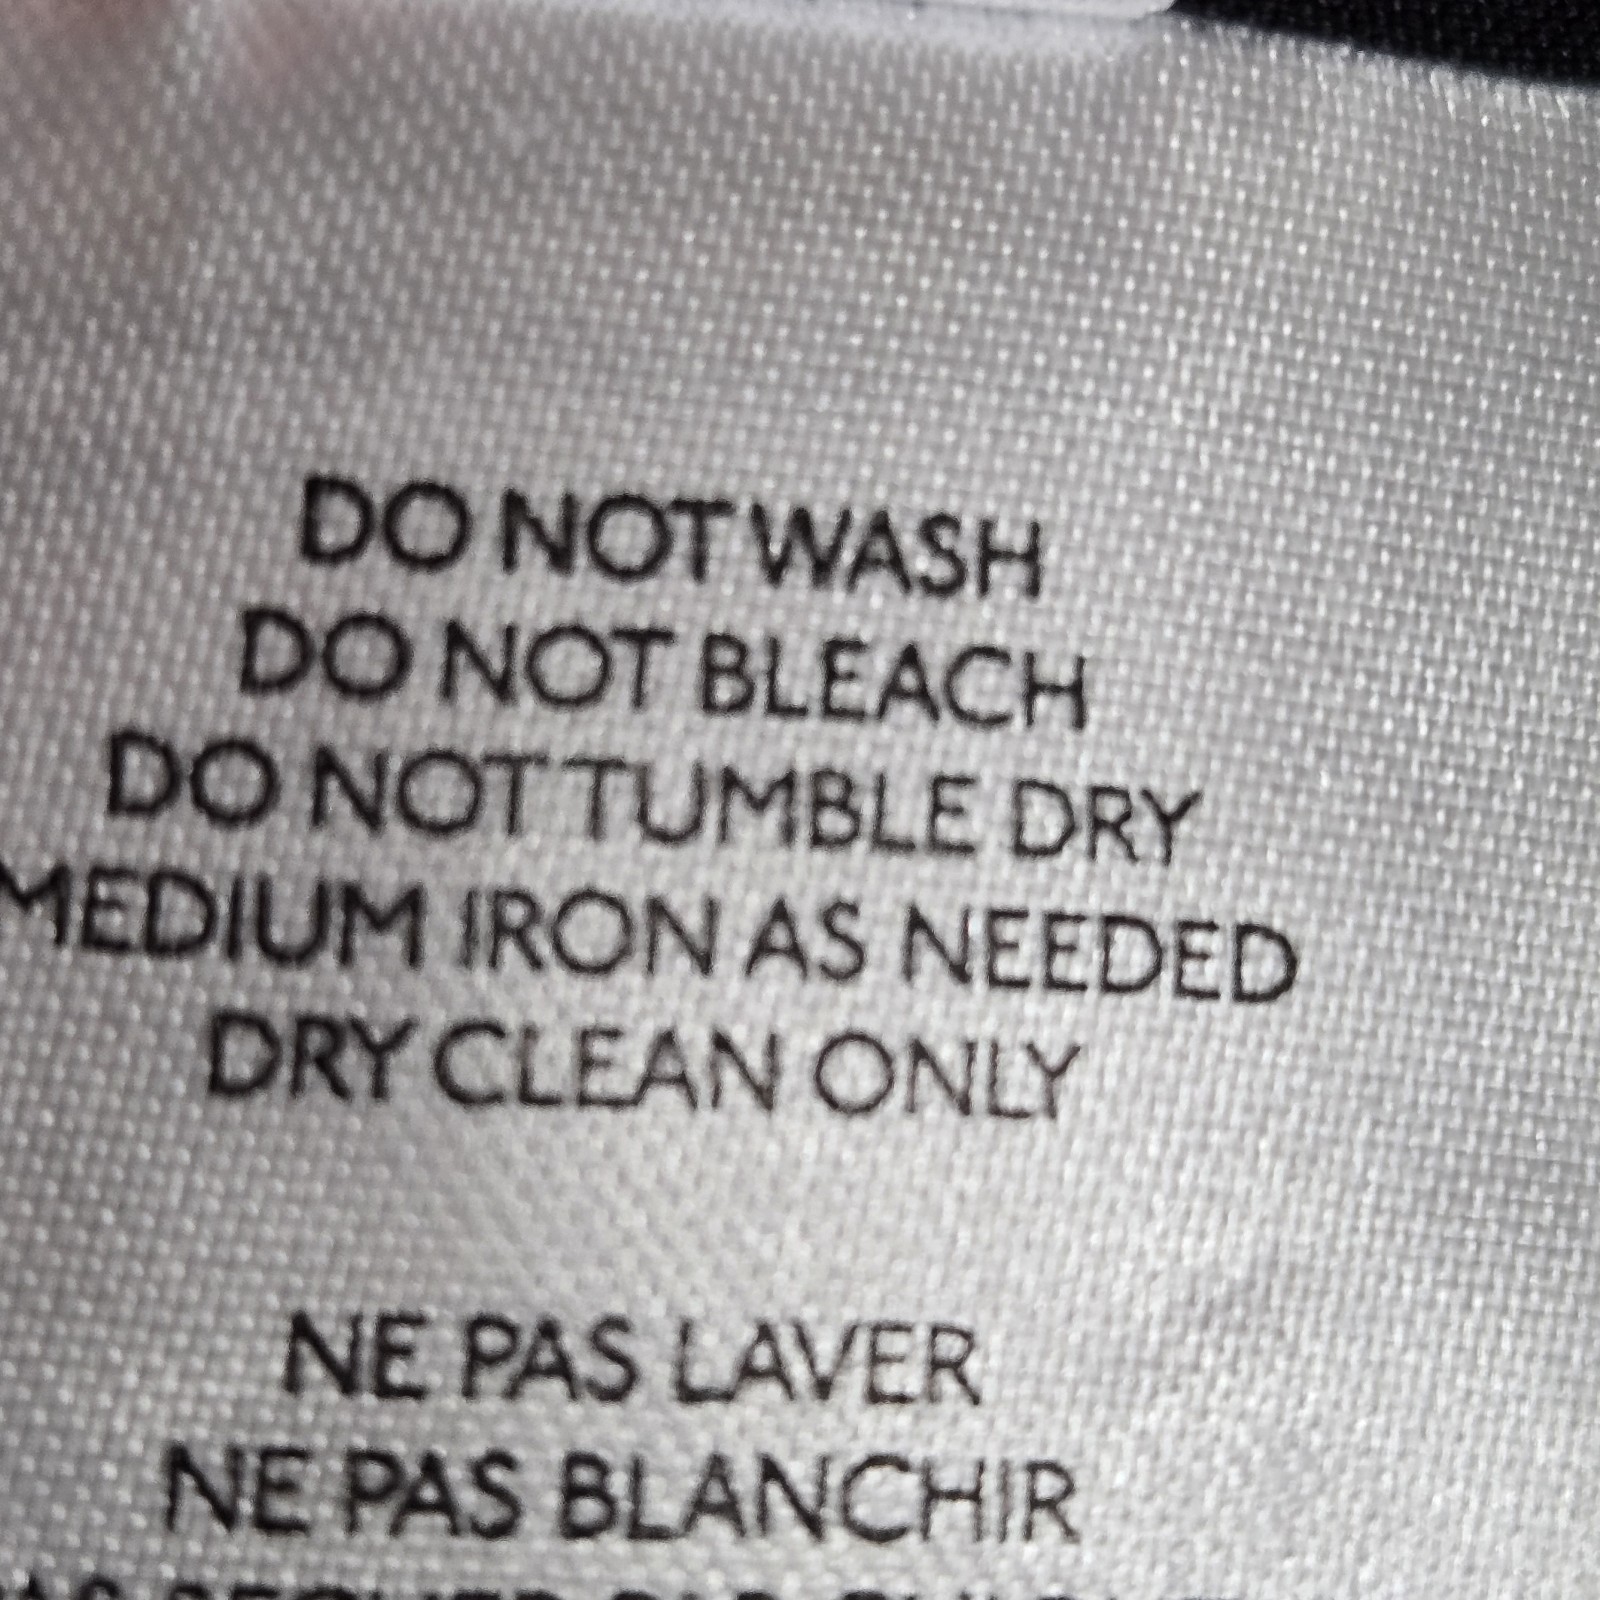 DO NOT WASH
DO NOT BLEACH
DO NOT TUMBLE DRY
MEDIUM IRON AS NEEDED
DRY CLEAN ONLY
NE PAS LAVER
NE PAS BLANCHIR